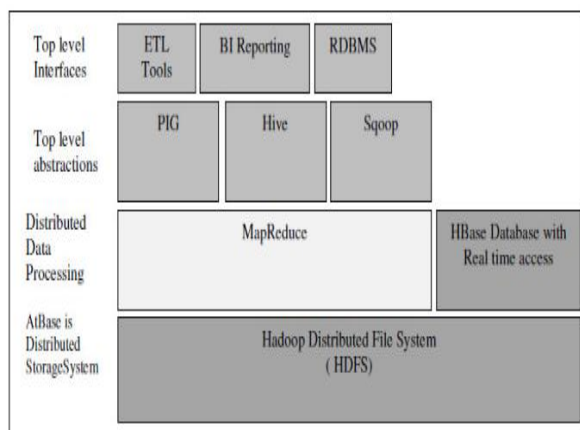 Top level
Interfaces
ETL
Tools
BI Reporting
RDBMS
Top level
abstractions
PIG
Hive
Sqoop
Distributed
Data
Processing
MapReduce
HBase Database with
Real time access
AtBase is
Distributed
StorageSystem
Hadoop Distributed File System
( HDFS)